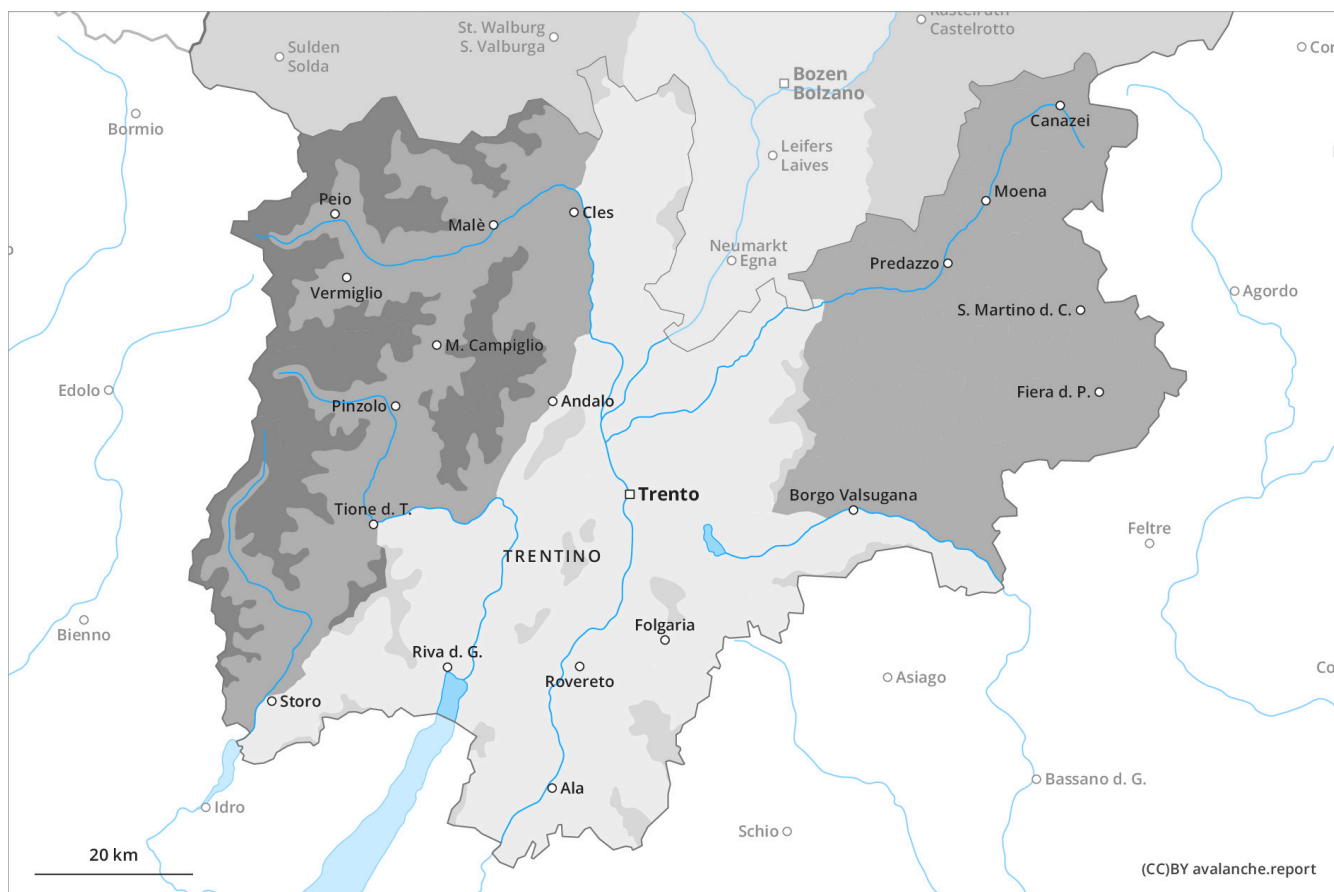 Kastelruth
Castelrotto
St. Walburg
S. Valburga
Sulden
Solda
Cor
Bozen
Bolzano
Bormio
Canazei
Leifers
Laives
Moena
Peio
Malè
Cles
Neumarkt
Egna
Predazzo
Vermiglio
Agordo
S. Martino d. C.
M. Campiglio
Edolo
Fiera d. P.
Pinzolo
Andalo
Trento
Borgo Valsugana
Tione d. T.
Feltre
TRENTINO
Bienno
Folgaria
Riva d. G.
Co
Rovereto
Asiago
Storo
Bassano d. G.
Ala
Idro
Schio
20 km
(CC)BY avalanche.report